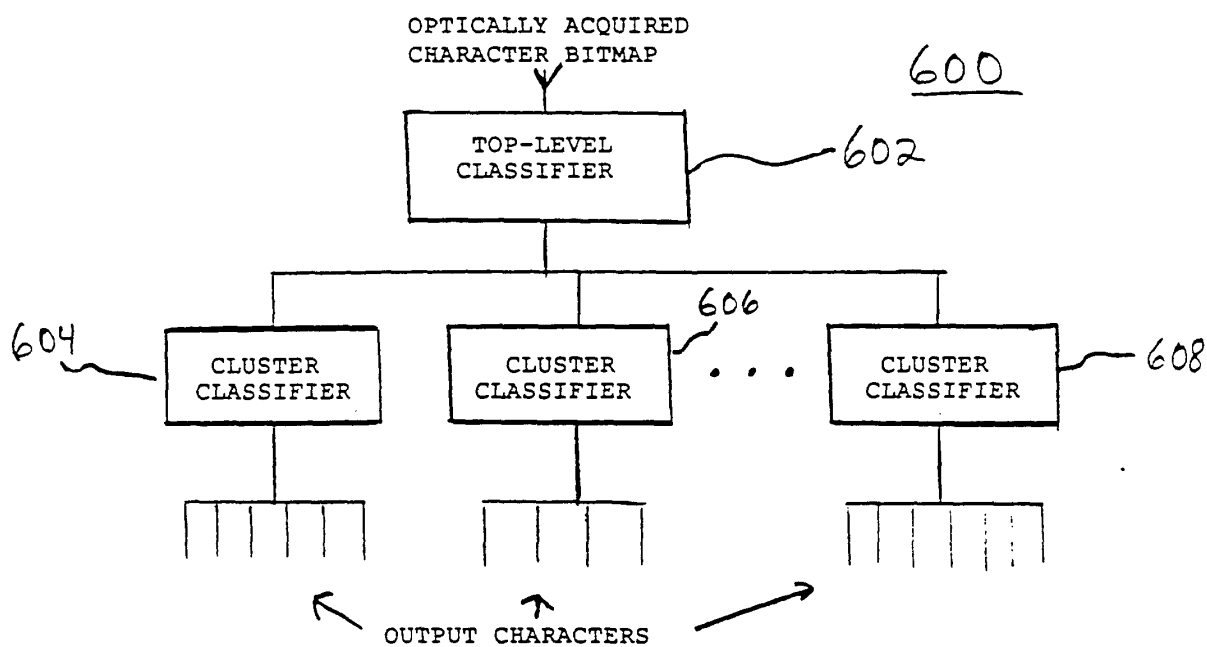 OPTICALLY ACQUIRED
CHARACTER BITMAP
600
TOP-LEVEL
CLASSIFIER
602
606
604
CLUSTER
CLASSIFIER
CLUSTER
CLASSIFIER
. . .
CLUSTER
CLASSIFIER
608
OUTPUT CHARACTERS